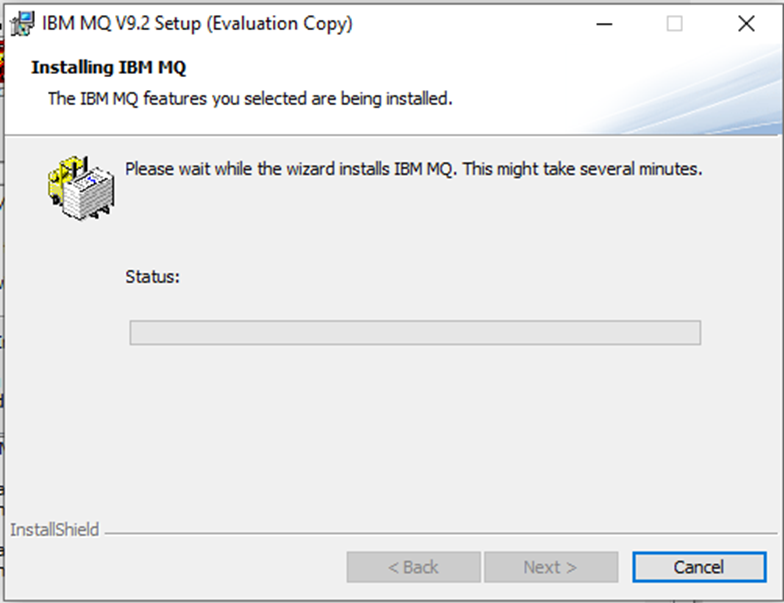 IBM MQ V9.2 Setup (Evaluation Copy)
Installing IBM MQ
The IBM MQ features you selected are being installed.
Please wait while the wizard installs IBM MQ. This might take several minutes.
Status:
InstallShield
< Back
Next >
Cancel